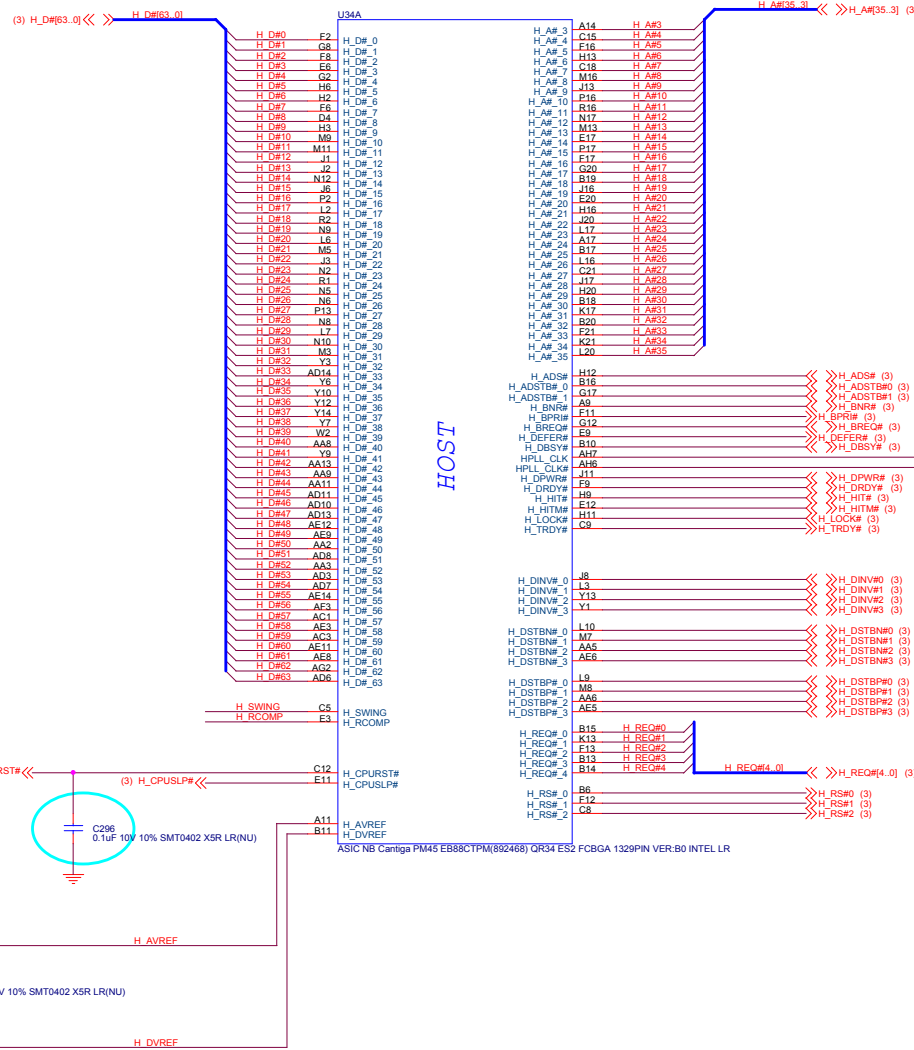 (3) H_D#[63..0]
H_D#[63..0]
U34A
H_A#[35..3]
H_A#[35..3] (3
H_D#0 F2 H_D#_0
H_D#1 G8 H_D#_1
H_D#2 F8 H_D#_2
H_D#3 E6 H_D#_3
H_D#4 G2 H_D#_4
H_D#5 H6 H_D#_5
H_D#6 H2 H_D#_6
H_D#7 F6 H_D#_7
H_D#8 D4 H_D#_8
H_D#9 H3 H_D#_9
H_D#10 M9 H_D#_10
H_D#11 M11 H_D#_11
H_D#12 J1 H_D#_12
H_D#13 J2 H_D#_13
H_D#14 N12 H_D#_14
H_D#15 J6 H_D#_15
H_D#16 P2 H_D#_16
H_D#17 L2 H_D#_17
H_D#18 R2 H_D#_18
H_D#19 N9 H_D#_19
H_D#20 L6 H_D#_20
H_D#21 M5 H_D#_21
H_D#22 J3 H_D#_22
H_D#23 N2 H_D#_23
H_D#24 R1 H_D#_24
H_D#25 N5 H_D#_25
H_D#26 N6 H_D#_26
H_D#27 P13 H_D#_27
H_D#28 N8 H_D#_28
H_D#29 L7 H_D#_29
H_D#30 N10 H_D#_30
H_D#31 M3 H_D#_31
H_D#32 Y3 H_D#_32
H_D#33 AD14 H_D#_33
H_D#34 Y6 H_D#_34
H_D#35 Y10 H_D#_35
H_D#36 Y12 H_D#_36
H_D#37 Y14 H_D#_37
H_D#38 Y7 H_D#_38
H_D#39 W2 H_D#_39
H_D#40 AA8 H_D#_40
H_D#41 Y9 H_D#_41
H_D#42 AA13 H_D#_42
H_D#43 AA9 H_D#_43
H_D#44 AA11 H_D#_44
H_D#45 AD11 H_D#_45
H_D#46 AD10 H_D#_46
H_D#47 AD13 H_D#_47
H_D#48 AE12 H_D#_48
H_D#49 AE9 H_D#_49
H_D#50 AA2 H_D#_50
H_D#51 AD8 H_D#_51
H_D#52 AA3 H_D#_52
H_D#53 AD3 H_D#_53
H_D#54 AD7 H_D#_54
H_D#55 AE14 H_D#_55
H_D#56 AF3 H_D#_56
H_D#57 AC1 H_D#_57
H_D#58 AE3 H_D#_58
H_D#59 AC3 H_D#_59
H_D#60 AE11 H_D#_60
H_D#61 AE8 H_D#_61
H_D#62 AG2 H_D#_62
H_D#63 AD6 H_D#_63
H_SWING C5 H_SWING
H_RCOMP E3 H_RCOMP
RST# C12 H_CPURST#
(3) H_CPUSLP# E11 H_CPUSLP#
A11 H_AVREF
B11 H_DVREF
HOST
H_A#_3 A14 H_A#3
H_A#_4 C15 H_A#4
H_A#_5 F16 H_A#5
H_A#_6 H13 H_A#6
H_A#_7 C18 H_A#7
H_A#_8 M16 H_A#8
H_A#_9 J13 H_A#9
H_A#_10 P16 H_A#10
H_A#_11 R16 H_A#11
H_A#_12 N17 H_A#12
H_A#_13 M13 H_A#13
H_A#_14 E17 H_A#14
H_A#_15 P17 H_A#15
H_A#_16 F17 H_A#16
H_A#_17 G20 H_A#17
H_A#_18 B19 H_A#18
H_A#_19 J16 H_A#19
H_A#_20 E20 H_A#20
H_A#_21 H16 H_A#21
H_A#_22 J20 H_A#22
H_A#_23 L17 H_A#23
H_A#_24 A17 H_A#24
H_A#_25 B17 H_A#25
H_A#_26 L16 H_A#26
H_A#_27 C21 H_A#27
H_A#_28 J17 H_A#28
H_A#_29 H20 H_A#29
H_A#_30 B18 H_A#30
H_A#_31 K17 H_A#31
H_A#_32 B20 H_A#32
H_A#_33 F21 H_A#33
H_A#_34 K21 H_A#34
H_A#_35 L20 H_A#35
H_ADS# H12 H_ADS# (3)
H_ADSTB#_0 B16 H_ADSTB#0 (3)
H_ADSTB#_1 G17 H_ADSTB#1 (3)
H_BNR# A9 H_BNR# (3)
H_BPRI# F11 H_BPRI# (3)
H_BREQ# G12 H_BREQ# (3)
H_DEFER# E9 H_DEFER# (3)
H_DBSY# B10 H_DBSY# (3)
HPLL_CLK AH7
HPLL_CLK# AH6
H_DPWR# J11 H_DPWR# (3)
H_DRDY# F9 H_DRDY# (3)
H_HIT# H9 H_HIT# (3)
H_HITM# E12 H_HITM# (3)
H_LOCK# H11 H_LOCK# (3)
H_TRDY# C9 H_TRDY# (3)
H_DINV#_0 J8 H_DINV#0 (3)
H_DINV#_1 L3 H_DINV#1 (3)
H_DINV#_2 Y13 H_DINV#2 (3)
H_DINV#_3 Y1 H_DINV#3 (3)
H_DSTBN#_0 L10 H_DSTBN#0 (3)
H_DSTBN#_1 M7 H_DSTBN#1 (3)
H_DSTBN#_2 AA5 H_DSTBN#2 (3)
H_DSTBN#_3 AE6 H_DSTBN#3 (3)
H_DSTBP#_0 L9 H_DSTBP#0 (3)
H_DSTBP#_1 M8 H_DSTBP#1 (3)
H_DSTBP#_2 AA6 H_DSTBP#2 (3)
H_DSTBP#_3 AE5 H_DSTBP#3 (3)
H_REQ#_0 B15 H_REQ#0
H_REQ#_1 K13 H_REQ#1
H_REQ#_2 F13 H_REQ#2
H_REQ#_3 B13 H_REQ#3
H_REQ#_4 B14 H_REQ#4
H_REQ#[4..0]
H_REQ#[4..0] (3
H_RS#_0 B6 H_RS#0 (3)
H_RS#_1 F12 H_RS#1 (3)
H_RS#_2 C8 H_RS#2 (3)
C296
0.1uF 10V 10% SMT0402 X5R LR(NU)
ASIC NB Cantiga PM45 EB88CTPM(892468) QR34 ES2 FCBGA 1329PIN VER:B0 INTEL LR
H_AVREF
V 10% SMT0402 X5R LR(NU)
H_DVREF